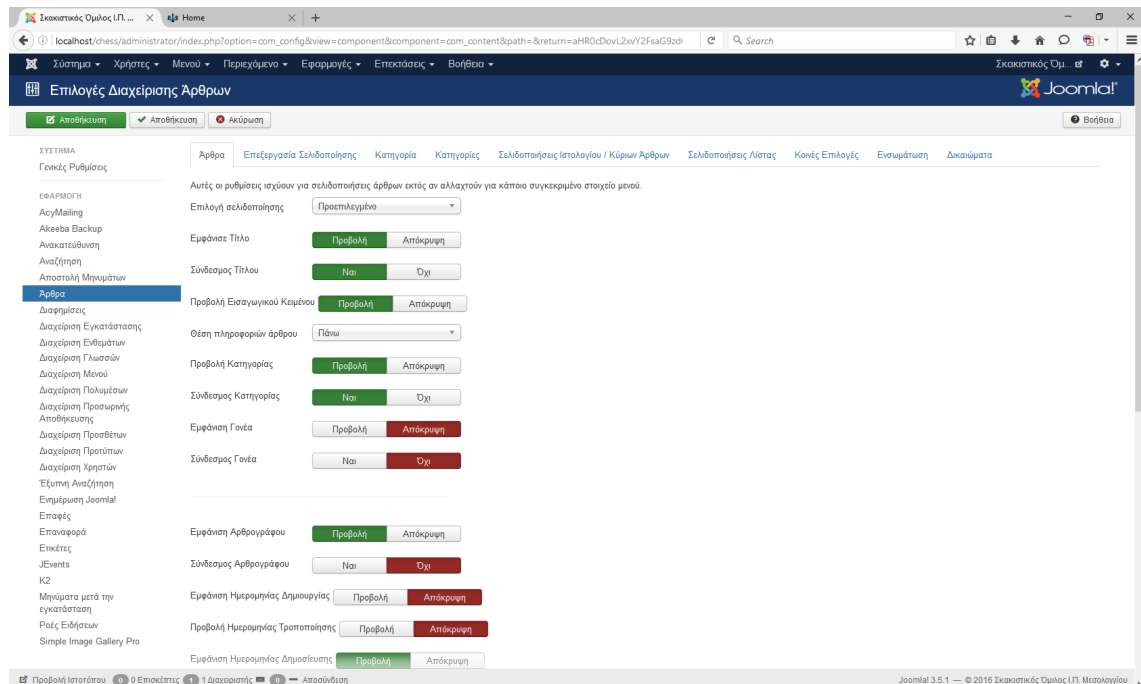 Σκακιστικός Όμιλος Ι.Π. ... Home
localhost/chess/administrator/index.php?option=com_config&view=component&component=com_content&path=&return= Search
Σύστημα Χρήστες Μενού Περιεχόμενο Εφαρμογές Επεκτάσεις Βοήθεια Σκακιστικός Όμ...
Επιλογές Διαχείρισης Άρθρων Joomla!
Αποθήκευση Αποθήκευση Ακύρωση Βοήθεια
ΣΥΣΤΗΜΑ
Γενικές Ρυθμίσεις
ΕΦΑΡΜΟΓΗ
AcyMailing
Akeeba Backup
Ανακατεύθυνση
Αναζήτηση
Αποστολή Μηνυμάτων
Άρθρα
Διαφημίσεις
Διαχείριση Εγκατάστασης
Διαχείριση Ενθεμάτων
Διαχείριση Γλωσσών
Διαχείριση Μενού
Διαχείριση Πολυμέσων
Διαχείριση Προσωρινής
Αποθήκευσης
Διαχείριση Προσθέτων
Διαχείριση Προτύπων
Διαχείριση Χρηστών
Έξυπνη Αναζήτηση
Ενημέρωση Joomla!
Επαφές
Επαναφορά
Ετικέτες
JEvents
K2
Μηνύματα μετά την
εγκατάσταση
Ροές Ειδήσεων
Simple Image Gallery Pro
Άρθρα Επεξεργασία Σελιδοποίησης Κατηγορία Κατηγορίες Σελιδοποιήσεις Ιστολογίου / Κύριων Άρθρων Σελιδοποιήσεις Λίστας Κοινές Επιλογές Ενσωμάτωση Δικαιώματα
Αυτές οι ρυθμίσεις ισχύουν για σελιδοποιήσεις άρθρων εκτός αν αλλαχτούν για κάποιο συγκεκριμένο στοιχείο μενού.
Επιλογή σελιδοποίησης Προεπιλεγμένο
Εμφάνισε Τίτλο Προβολή Απόκρυψη
Σύνδεσμος Τίτλου Ναι Όχι
Προβολή Εισαγωγικού Κειμένου Προβολή Απόκρυψη
Θέση πληροφοριών άρθρου Πάνω
Προβολή Κατηγορίας Προβολή Απόκρυψη
Σύνδεσμος Κατηγορίας Ναι Όχι
Εμφάνιση Γονέα Προβολή Απόκρυψη
Σύνδεσμος Γονέα Ναι Όχι
Εμφάνιση Αρθρογράφου Προβολή Απόκρυψη
Σύνδεσμος Αρθρογράφου Ναι Όχι
Εμφάνιση Ημερομηνίας Δημιουργίας Προβολή Απόκρυψη
Προβολή Ημερομηνίας Τροποποίησης Προβολή Απόκρυψη
Εμφάνιση Ημερομηνίας Δημοσίευσης Προβολή Απόκρυψη
Προβολή Ιστοτόπου 0 0 Επισκέπτες 1 1 Διαχειριστής 0 Αποσύνδεση Joomla! 3.5.1 — © 2016 Σκακιστικός Όμιλος Ι.Π. Μεσολογγίου